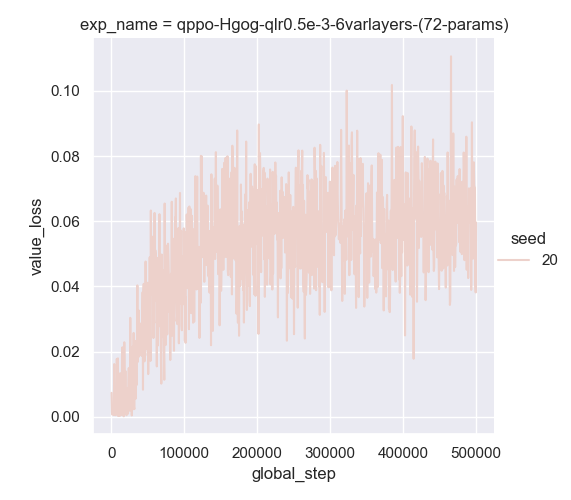 exp_name = qppo-Hgog-qlr0.5e-3-6varlayers-(72-params)
0.10
0.08
0.06
0.04
0.02
0.00
value_loss
0 100000 200000 300000 400000 500000
global_step
seed
20